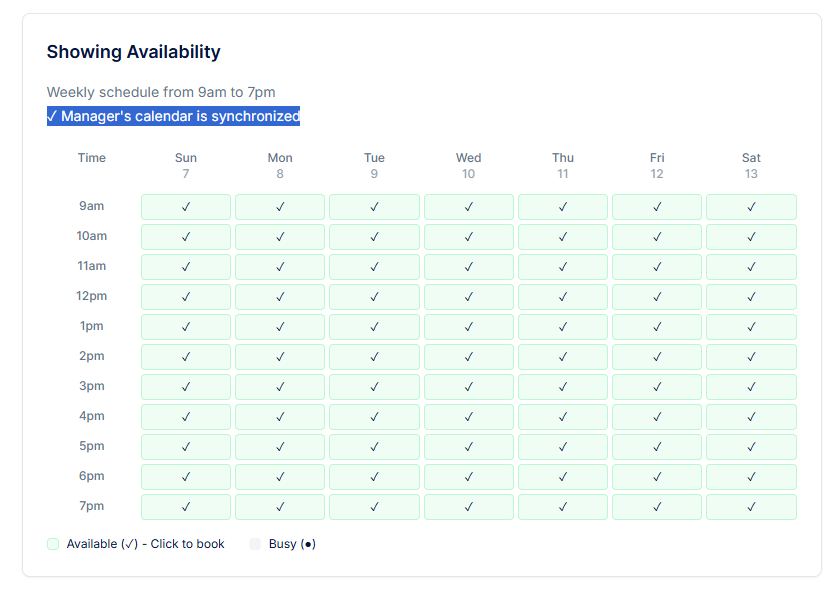 Showing Availability
Weekly schedule from 9am to 7pm
✓ Manager's calendar is synchronized
Time Sun Mon Tue Wed Thu Fri Sat
7 8 9 10 11 12 13
9am ✓ ✓ ✓ ✓ ✓ ✓ ✓
10am ✓ ✓ ✓ ✓ ✓ ✓ ✓
11am ✓ ✓ ✓ ✓ ✓ ✓ ✓
12pm ✓ ✓ ✓ ✓ ✓ ✓ ✓
1pm ✓ ✓ ✓ ✓ ✓ ✓ ✓
2pm ✓ ✓ ✓ ✓ ✓ ✓ ✓
3pm ✓ ✓ ✓ ✓ ✓ ✓ ✓
4pm ✓ ✓ ✓ ✓ ✓ ✓ ✓
5pm ✓ ✓ ✓ ✓ ✓ ✓ ✓
6pm ✓ ✓ ✓ ✓ ✓ ✓ ✓
7pm ✓ ✓ ✓ ✓ ✓ ✓ ✓
Available (✓) - Click to book Busy (●)